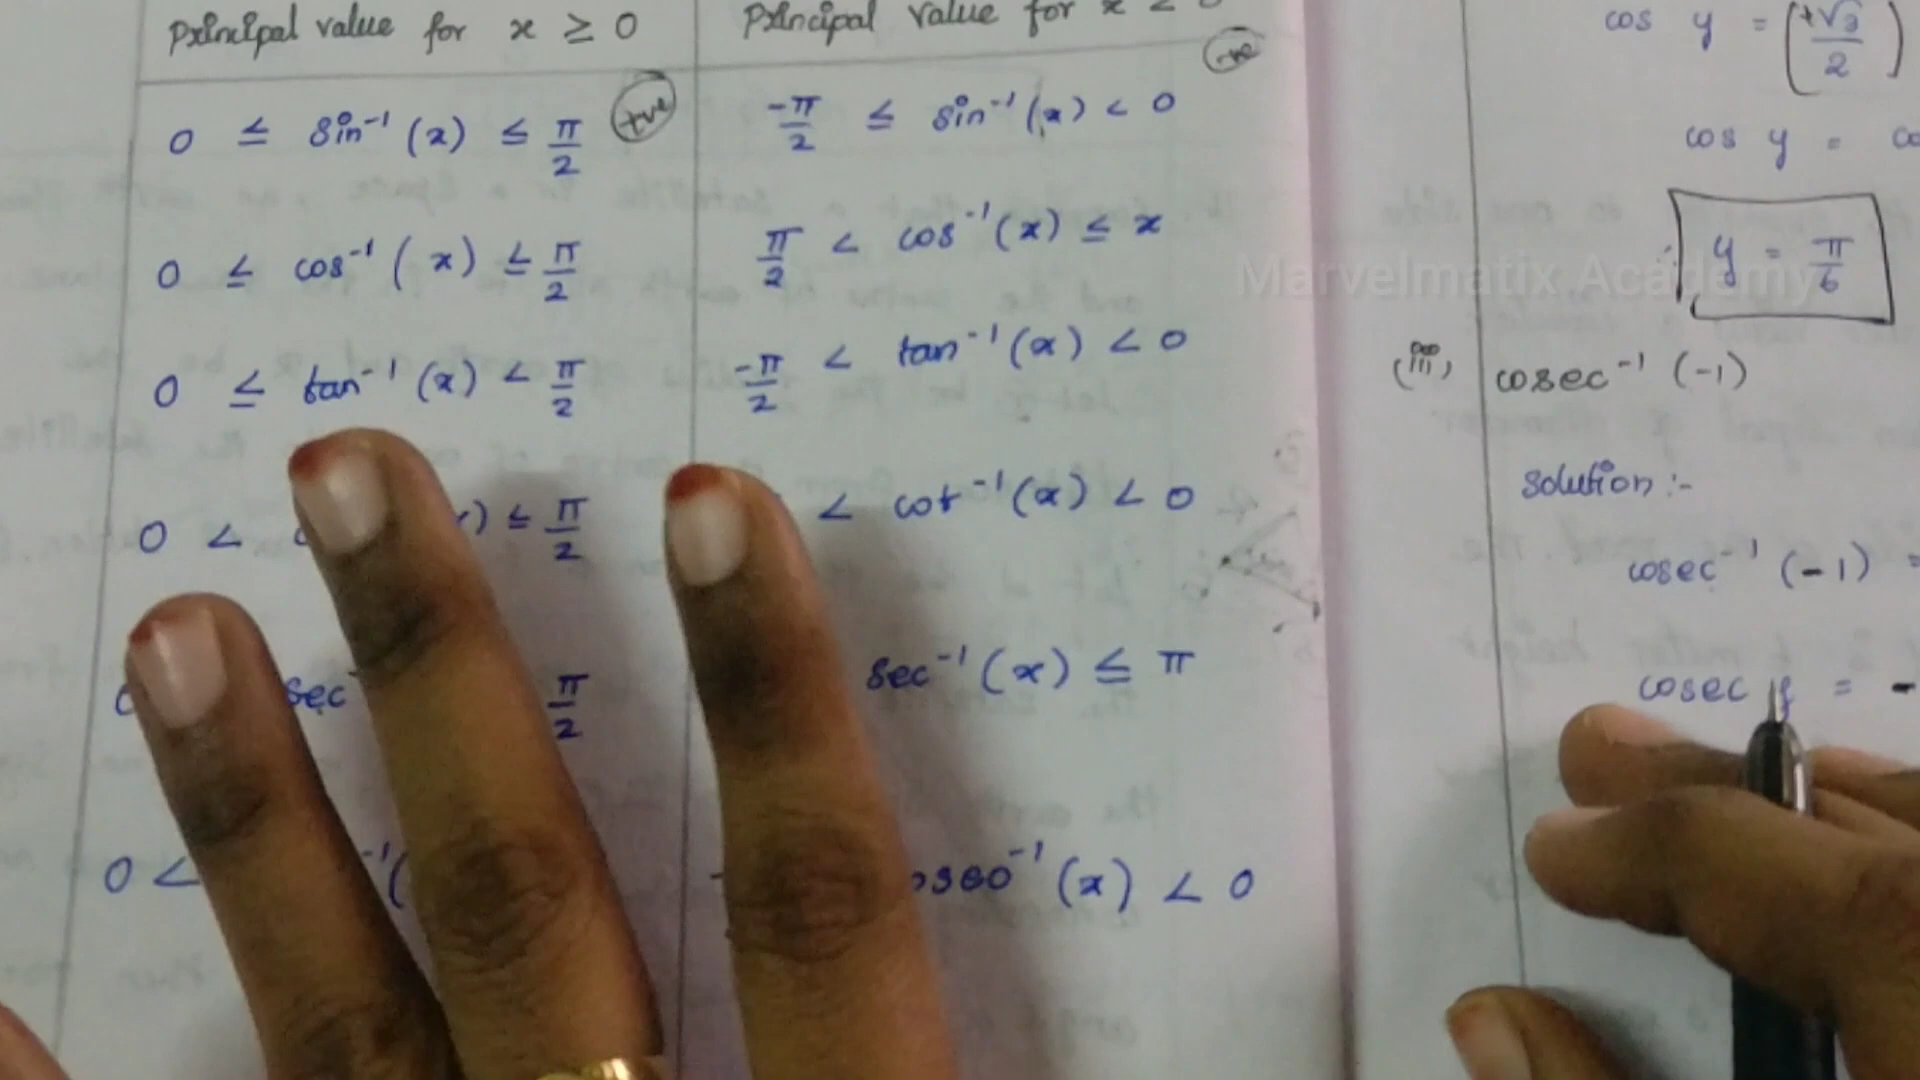 principal value for x ≥ 0
principal value for x <
+ve
-ve
0 ≤ sin⁻¹ (x) ≤ π/2
-π/2 ≤ sin⁻¹ (x) < 0
0 ≤ cos⁻¹ ( x) ≤ π/2
π/2 < cos⁻¹ (x) ≤ x
0 ≤ tan⁻¹ (x) < π/2
-π/2 < tan⁻¹ (x) < 0
0 < ) ≤ π/2
< cot⁻¹ (x) < 0
sec π/2
sec⁻¹ (x) ≤ π
0 < ⁻¹(
(x) < 0
cos y = (+√3/2)
cos y =
y = π/6
Marvelmatix Academy
(iii) cosec⁻¹ (-1)
solution :-
cosec⁻¹ (-1) =
cosec y = -